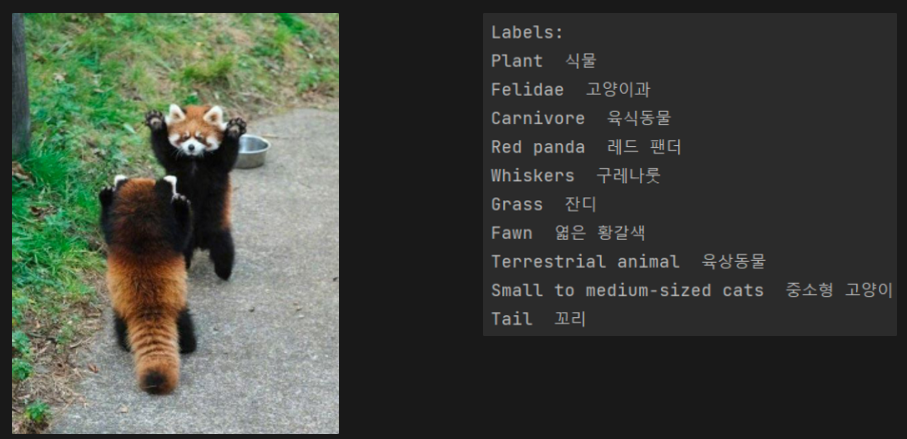 Labels:
Plant 식물
Felidae 고양이과
Carnivore 육식동물
Red panda 레드 팬더
Whiskers 구레나룻
Grass 잔디
Fawn 엷은 황갈색
Terrestrial animal 육상동물
Small to medium-sized cats 중소형 고양이
Tail 꼬리